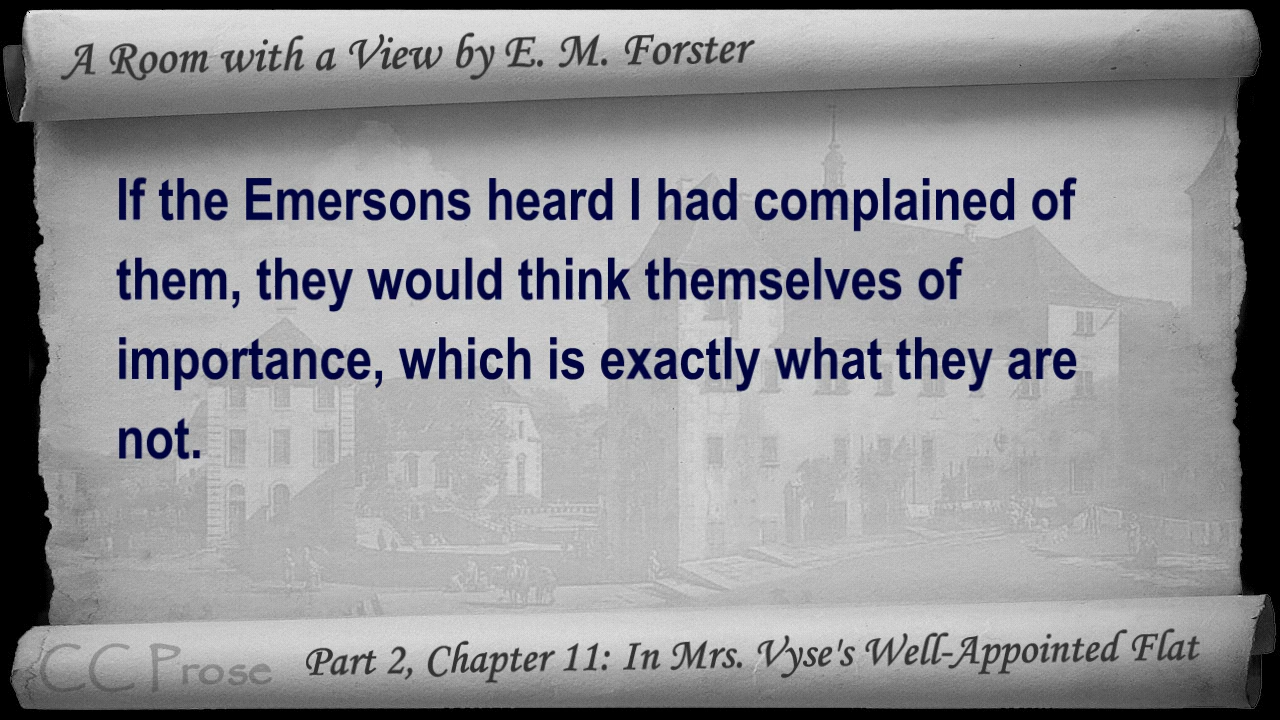 A Room with a View by E. M. Forster
If the Emersons heard I had complained of
them, they would think themselves of
importance, which is exactly what they are
not.
CC Prose
Part 2, Chapter 11: In Mrs. Vyse's Well-Appointed Flat